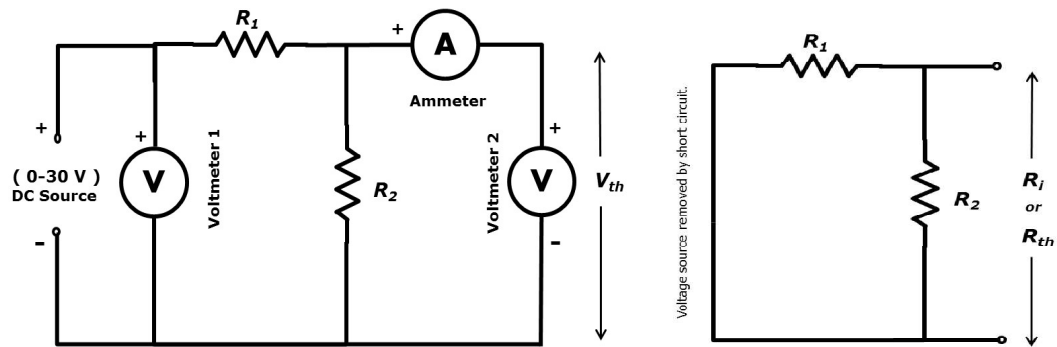 R1
+
A
Ammeter
+
( 0-30 V )
DC Source
-
+
V
Voltmeter 1
R2
Voltmeter 2
+
V
-
Vth
Voltage source removed by short circuit.
R1
R2
Ri
or
Rth